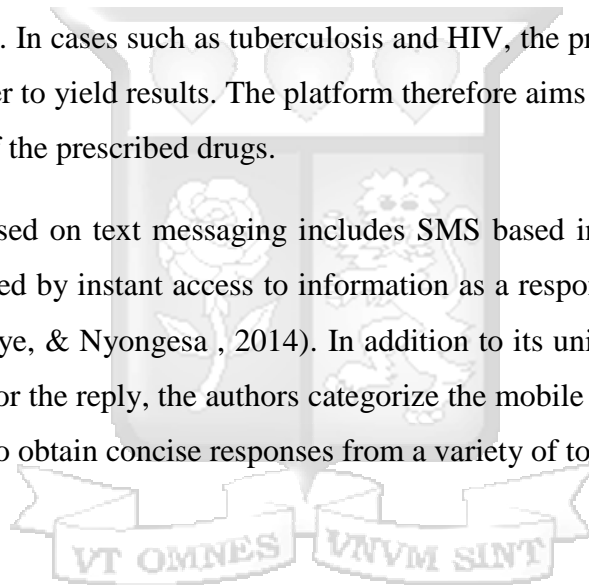 . In cases such as tuberculosis and HIV, the pr
er to yield results. The platform therefore aims
f the prescribed drugs.
sed on text messaging includes SMS based in
ed by instant access to information as a respo
ye, & Nyongesa , 2014). In addition to its uni
or the reply, the authors categorize the mobile
o obtain concise responses from a variety of to
VT OMNES VNVM SINT